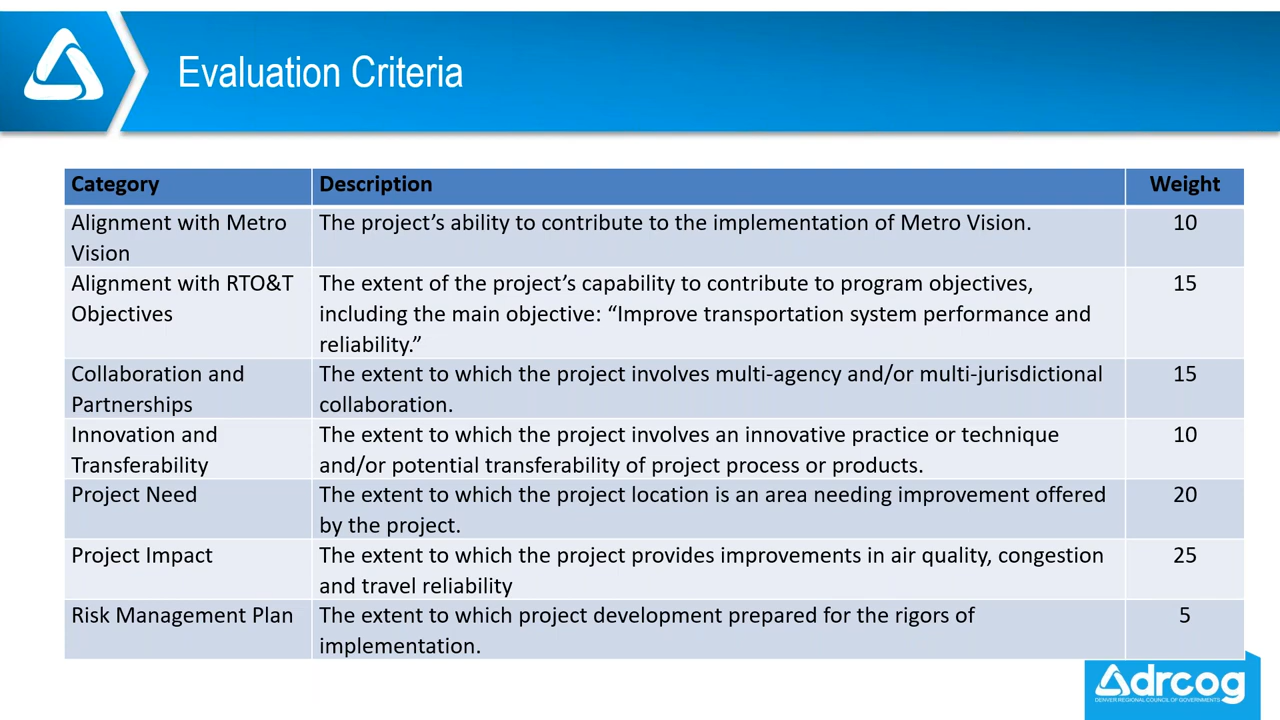 Evaluation Criteria
Category Description Weight
Alignment with Metro Vision The project’s ability to contribute to the implementation of Metro Vision. 10
Alignment with RTO&T Objectives The extent of the project’s capability to contribute to program objectives, including the main objective: “Improve transportation system performance and reliability.” 15
Collaboration and Partnerships The extent to which the project involves multi-agency and/or multi-jurisdictional collaboration. 15
Innovation and Transferability The extent to which the project involves an innovative practice or technique and/or potential transferability of project process or products. 10
Project Need The extent to which the project location is an area needing improvement offered by the project. 20
Project Impact The extent to which the project provides improvements in air quality, congestion and travel reliability 25
Risk Management Plan The extent to which project development prepared for the rigors of implementation. 5
drcog
DENVER REGIONAL COUNCIL OF GOVERNMENTS